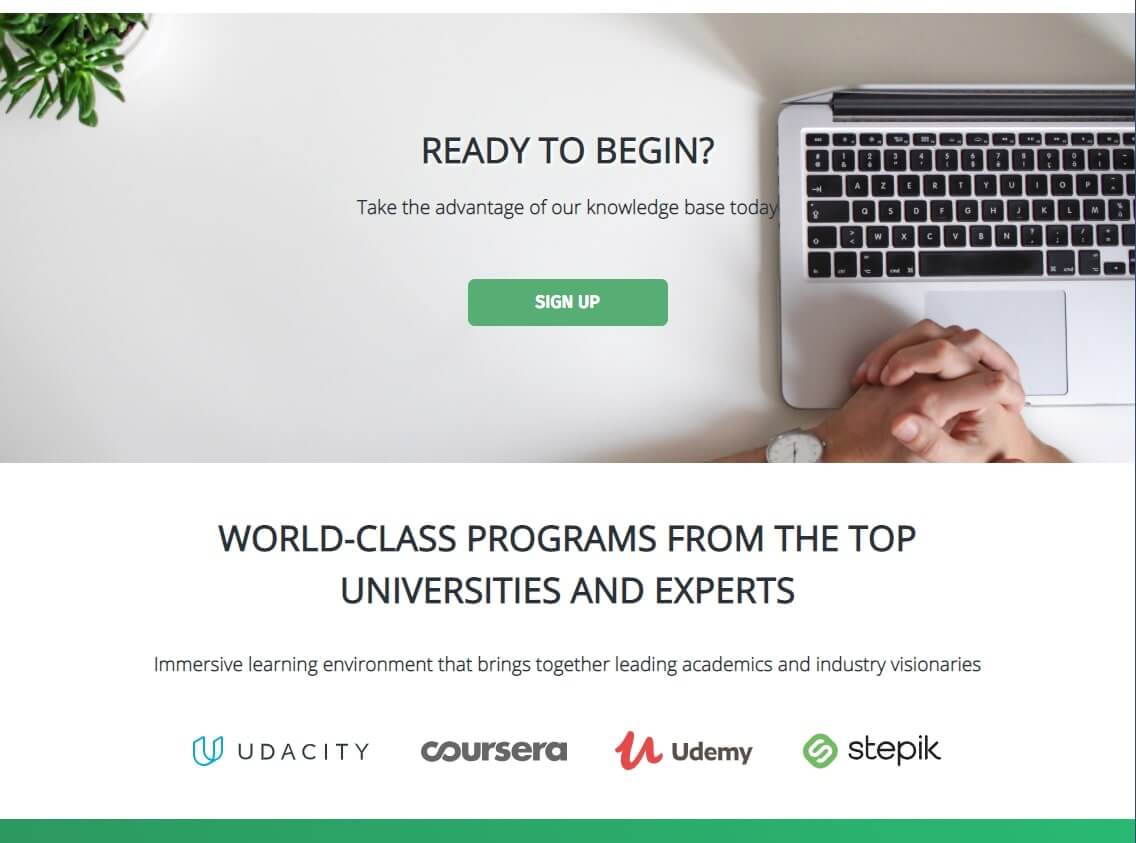 READY TO BEGIN?
Take the advantage of our knowledge base today
SIGN UP
WORLD-CLASS PROGRAMS FROM THE TOP
UNIVERSITIES AND EXPERTS
Immersive learning environment that brings together leading academics and industry visionaries
UDACITY coursera Udemy stepik